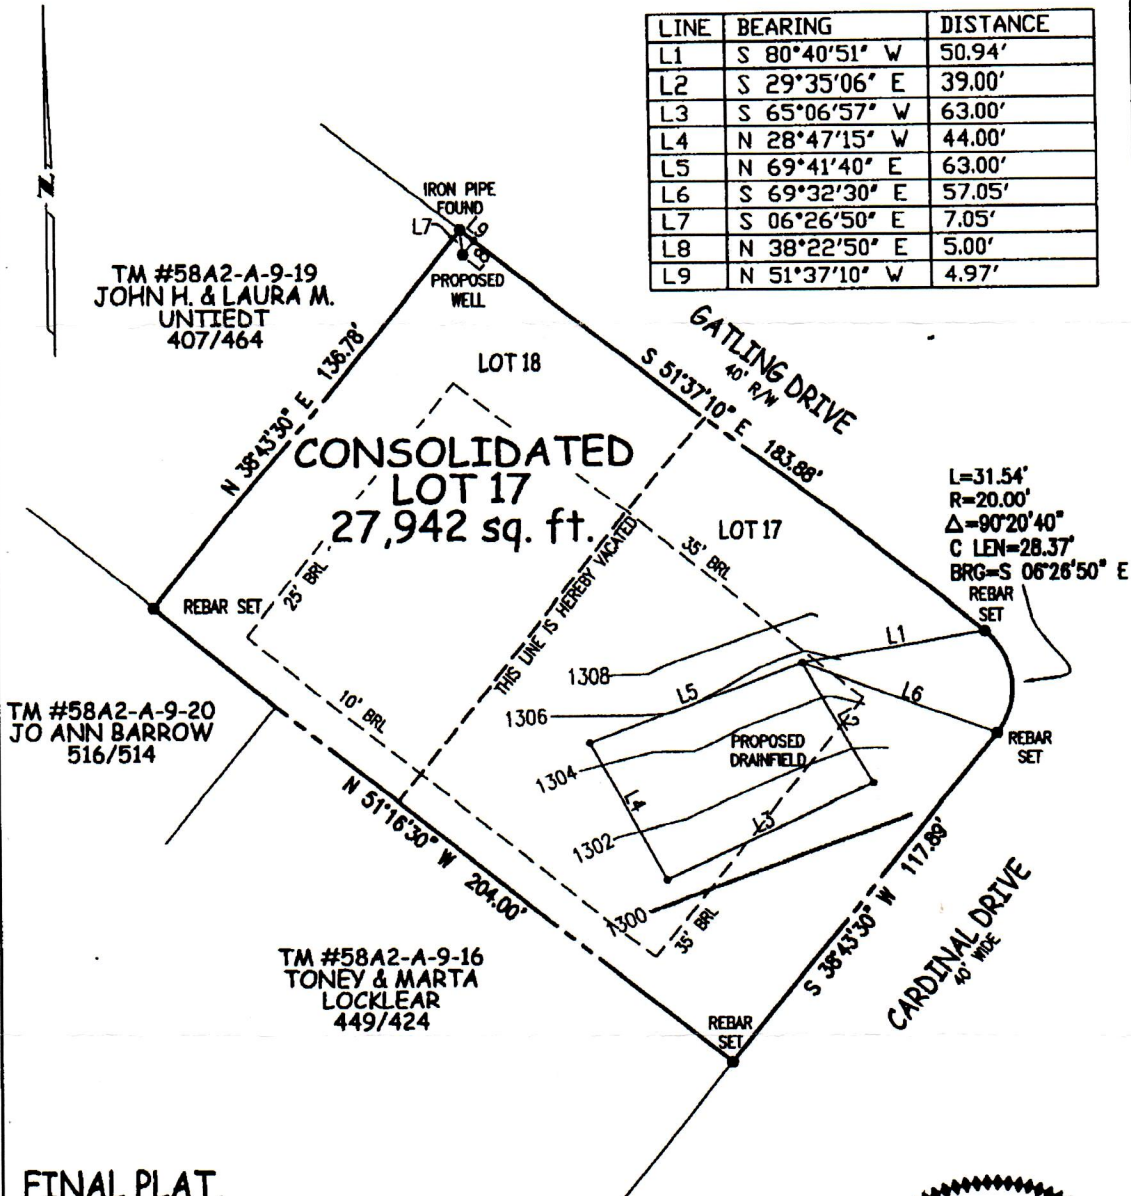 LINE BEARING DISTANCE
L1 S 80°40'51" W 50.94'
L2 S 29°35'06" E 39.00'
L3 S 65°06'57" W 63.00'
L4 N 28°47'15" W 44.00'
L5 N 69°41'40" E 63.00'
L6 S 69°32'30" E 57.05'
L7 S 06°26'50" E 7.05'
L8 N 38°22'50" E 5.00'
L9 N 51°37'10" W 4.97'
N
IRON PIPE
FOUND
L7
L9
L8
PROPOSED
WELL
TM #58A2-A-9-19
JOHN H. & LAURA M.
UNTIEDT
407/464
GATLING DRIVE
40' R/W
S 51°37'10" E 183.88'
LOT 18
N 38°43'30" E 136.78'
CONSOLIDATED
LOT 17
27,942 sq. ft.
LOT 17
L=31.54'
R=20.00'
Δ=90°20'40"
C LEN=28.37'
BRG=S 06°26'50" E
REBAR
SET
35' BRL
25' BRL
THIS LINE IS HEREBY VACATED
REBAR SET
L1
1308
L5
L6
1306
L2
10' BRL
TM #58A2-A-9-20
JO ANN BARROW
516/514
PROPOSED
DRAINFIELD
REBAR
SET
1304
L4
L3
1302
N 51°16'30" W 204.00'
1300
35' BRL
S 38°43'30" W 117.89'
CARDINAL DRIVE
40' WIDE
TM #58A2-A-9-16
TONEY & MARTA
LOCKLEAR
449/424
REBAR
SET
FINAL PLAT